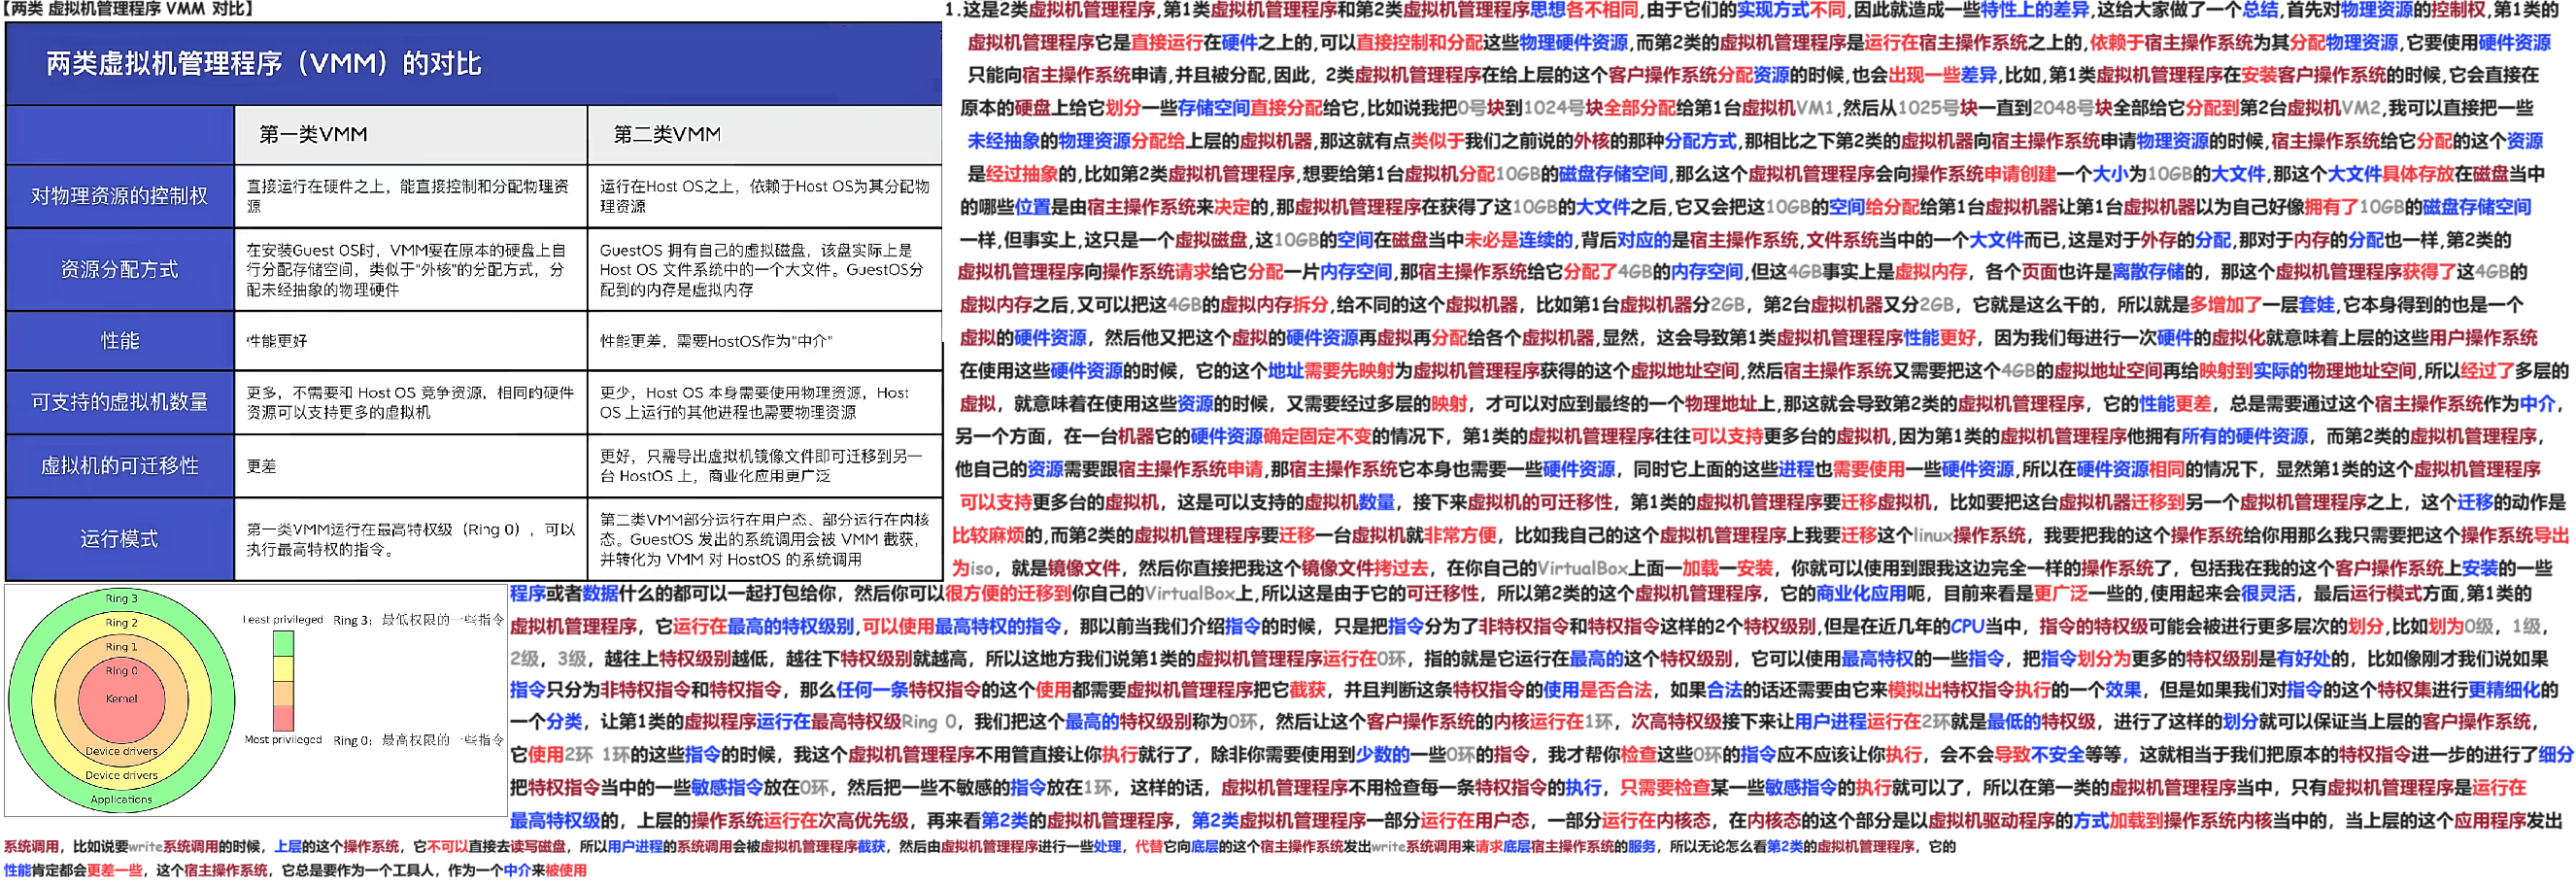 【两类 虚拟机管理程序 VMM 对比】
两类虚拟机管理程序（VMM）的对比
第一类VMM
第二类VMM
对物理资源的控制权
直接运行在硬件之上，能直接控制和分配物理资
源
运行在Host OS之上，依赖于Host OS为其分配物
理资源
资源分配方式
在安装Guest OS时，VMM要在原本的硬盘上自
行分配存储空间，类似于"外核"的分配方式，分
配未经抽象的物理硬件
GuestOS 拥有自己的虚拟磁盘，该盘实际上是
Host OS 文件系统中的一个大文件。GuestOS分
配到的内存是虚拟内存
性能
性能更好
性能更差，需要HostOS作为"中介"
可支持的虚拟机数量
更多，不需要和 Host OS 竞争资源，相同的硬件
资源可以支持更多的虚拟机
更少，Host OS 本身需要使用物理资源，Host
OS 上运行的其他进程也需要物理资源
虚拟机的可迁移性
更差
更好，只需导出虚拟机镜像文件即可迁移到另一
台 HostOS 上，商业化应用更广泛
运行模式
第一类VMM运行在最高特权级（Ring 0），可以
执行最高特权的指令。
第二类VMM部分运行在用户态、部分运行在内核
态。GuestOS 发出的系统调用会被 VMM 截获，
并转化为 VMM 对 HostOS 的系统调用
1.这是2类虚拟机管理程序,第1类虚拟机管理程序和第2类虚拟机管理程序思想各不相同,由于它们的实现方式不同,因此就造成一些特性上的差异,这给大家做了一个总结,首先对物理资源的控制权,第1类的
虚拟机管理程序它是直接运行在硬件之上的,可以直接控制和分配这些物理硬件资源,而第2类的虚拟机管理程序是运行在宿主操作系统之上的,依赖于宿主操作系统为其分配物理资源,它要使用硬件资源
只能向宿主操作系统申请,并且被分配,因此, 2类虚拟机管理程序在给上层的这个客户操作系统分配资源的时候,也会出现一些差异,比如,第1类虚拟机管理程序在安装客户操作系统的时候,它会直接在
原本的硬盘上给它划分一些存储空间直接分配给它,比如说我把0号块到1024号块全部分配给第1台虚拟机VM1,然后从1025号块一直到2048号块全部给它分配到第2台虚拟机VM2,我可以直接把一些
未经抽象的物理资源分配给上层的虚拟机器,那这就有点类似于我们之前说的外核的那种分配方式,那相比之下第2类的虚拟机器向宿主操作系统申请物理资源的时候,宿主操作系统给它分配的这个资源
是经过抽象的,比如第2类虚拟机管理程序,想要给第1台虚拟机分配10GB的磁盘存储空间,那么这个虚拟机管理程序会向操作系统申请创建一个大小为10GB的大文件,那这个大文件具体存放在磁盘当中
的哪些位置是由宿主操作系统来决定的,那虚拟机管理程序在获得了这10GB的大文件之后,它又会把这10GB的空间给分配给第1台虚拟机器让第1台虚拟机器以为自己好像拥有了10GB的磁盘存储空间
一样,但事实上,这只是一个虚拟磁盘,这10GB的空间在磁盘当中未必是连续的,背后对应的是宿主操作系统,文件系统当中的一个大文件而已,这是对于外存的分配,那对于内存的分配也一样,第2类的
虚拟机管理程序向操作系统请求给它分配一片内存空间,那宿主操作系统给它分配了4GB的内存空间,但这4GB事实上是虚拟内存，各个页面也许是离散存储的，那这个虚拟机管理程序获得了这4GB的
虚拟内存之后,又可以把这4GB的虚拟内存拆分,给不同的这个虚拟机器，比如第1台虚拟机器分2GB，第2台虚拟机器又分2GB，它就是这么干的，所以就是多增加了一层套娃,它本身得到的也是一个
虚拟的硬件资源，然后他又把这个虚拟的硬件资源再虚拟再分配给各个虚拟机器,显然，这会导致第1类虚拟机管理程序性能更好，因为我们每进行一次硬件的虚拟化就意味着上层的这些用户操作系统
在使用这些硬件资源的时候，它的这个地址需要先映射为虚拟机管理程序获得的这个虚拟地址空间,然后宿主操作系统又需要把这个4GB的虚拟地址空间再给映射到实际的物理地址空间,所以经过了多层的
虚拟，就意味着在使用这些资源的时候，又需要经过多层的映射，才可以对应到最终的一个物理地址上,那这就会导致第2类的虚拟机管理程序，它的性能更差，总是需要通过这个宿主操作系统作为中介,
另一个方面，在一台机器它的硬件资源确定固定不变的情况下，第1类的虚拟机管理程序往往可以支持更多台的虚拟机,因为第1类的虚拟机管理程序他拥有所有的硬件资源，而第2类的虚拟机管理程序,
他自己的资源需要跟宿主操作系统申请,那宿主操作系统它本身也需要一些硬件资源，同时它上面的这些进程也需要使用一些硬件资源,所以在硬件资源相同的情况下，显然第1类的这个虚拟机管理程序
可以支持更多台的虚拟机，这是可以支持的虚拟机数量，接下来虚拟机的可迁移性，第1类的虚拟机管理程序要迁移虚拟机，比如要把这台虚拟机器迁移到另一个虚拟机管理程序之上，这个迁移的动作是
比较麻烦的,而第2类的虚拟机管理程序要迁移一台虚拟机就非常方便，比如我自己的这个虚拟机管理程序上我要迁移这个linux操作系统，我要把我的这个操作系统给你用那么我只需要把这个操作系统导出
为iso，就是镜像文件，然后你直接把我这个镜像文件拷过去，在你自己的VirtualBox上面一加载一安装，你就可以使用到跟我这边完全一样的操作系统了，包括我在我的这个客户操作系统上安装的一些
程序或者数据什么的都可以一起打包给你，然后你可以很方便的迁移到你自己的VirtualBox上,所以这是由于它的可迁移性，所以第2类的这个虚拟机管理程序，它的商业化应用呃，目前来看是更广泛一些的,使用起来会很灵活，最后运行模式方面,第1类的
虚拟机管理程序，它运行在最高的特权级别,可以使用最高特权的指令，那以前当我们介绍指令的时候，只是把指令分为了非特权指令和特权指令这样的2个特权级别,但是在近几年的CPU当中，指令的特权级可能会被进行更多层次的划分,比如划为0级，1级，
2级，3级，越往上特权级别越低，越往下特权级别就越高，所以这地方我们说第1类的虚拟机管理程序运行在0环，指的就是它运行在最高的这个特权级别，它可以使用最高特权的一些指令，把指令划分为更多的特权级别是有好处的，比如像刚才我们说如果
指令只分为非特权指令和特权指令，那么任何一条特权指令的这个使用都需要虚拟机管理程序把它截获，并且判断这条特权指令的使用是否合法，如果合法的话还需要由它来模拟出特权指令执行的一个效果，但是如果我们对指令的这个特权集进行更精细化的
一个分类，让第1类的虚拟程序运行在最高特权级Ring 0，我们把这个最高的特权级别称为0环，然后让这个客户操作系统的内核运行在1环，次高特权级接下来让用户进程运行在2环就是最低的特权级，进行了这样的划分就可以保证当上层的客户操作系统，
它使用2环 1环的这些指令的时候，我这个虚拟机管理程序不用管直接让你执行就行了，除非你需要使用到少数的一些0环的指令，我才帮你检查这些0环的指令应不应该让你执行，会不会导致不安全等等，这就相当于我们把原本的特权指令进一步的进行了细分
把特权指令当中的一些敏感指令放在0环，然后把一些不敏感的指令放在1环，这样的话，虚拟机管理程序不用检查每一条特权指令的执行，只需要检查某一些敏感指令的执行就可以了，所以在第一类的虚拟机管理程序当中，只有虚拟机管理程序是运行在
最高特权级的，上层的操作系统运行在次高优先级，再来看第2类的虚拟机管理程序，第2类虚拟机管理程序一部分运行在用户态，一部分运行在内核态，在内核态的这个部分是以虚拟机驱动程序的方式加载到操作系统内核当中的，当上层的这个应用程序发出
系统调用，比如说要write系统调用的时候，上层的这个操作系统，它不可以直接去读写磁盘，所以用户进程的系统调用会被虚拟机管理程序截获，然后由虚拟机管理程序进行一些处理，代替它向底层的这个宿主操作系统发出write系统调用来请求底层宿主操作系统的服务，所以无论怎么看第2类的虚拟机管理程序，它的
性能肯定都会更差一些，这个宿主操作系统，它总是要作为一个工具人，作为一个中介来被使用
Ring 3
Ring 2
Ring 1
Ring 0
Kernel
Device drivers
Device drivers
Applications
Least privileged
Ring 3：最低权限的一些指令
Most privileged
Ring 0：最高权限的一些指令